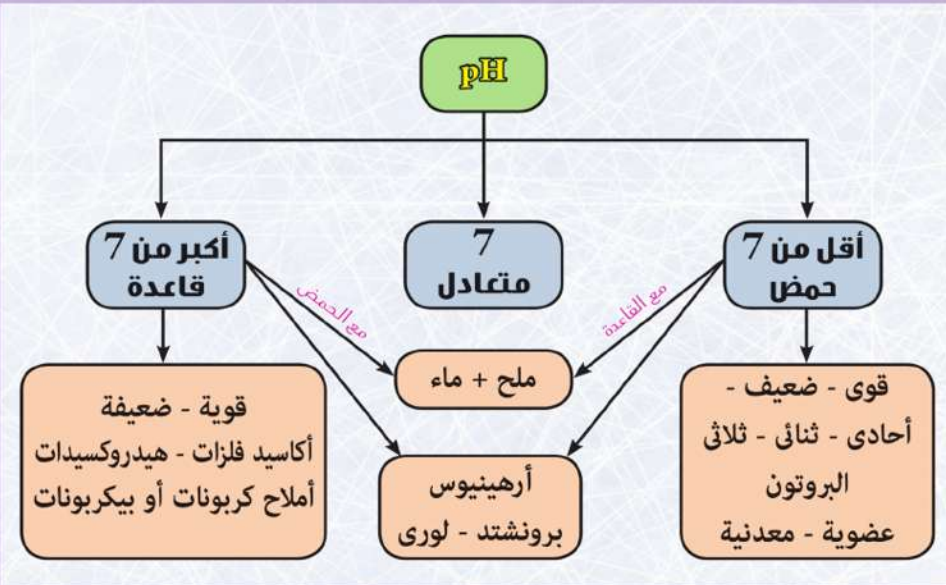 pH
أقل من 7
حمض
7
متعادل
أكبر من 7
قاعدة
مع القاعدة
مع الحمض
ملح + ماء
قوى - ضعيف -
أحادى - ثنائى - ثلاثى
البروتون
عضوية - معدنية
أرهينيوس
برونشتد - لورى
قوية - ضعيفة
أكاسيد فلزات - هيدروكسيدات
أملاح كربونات أو بيكربونات